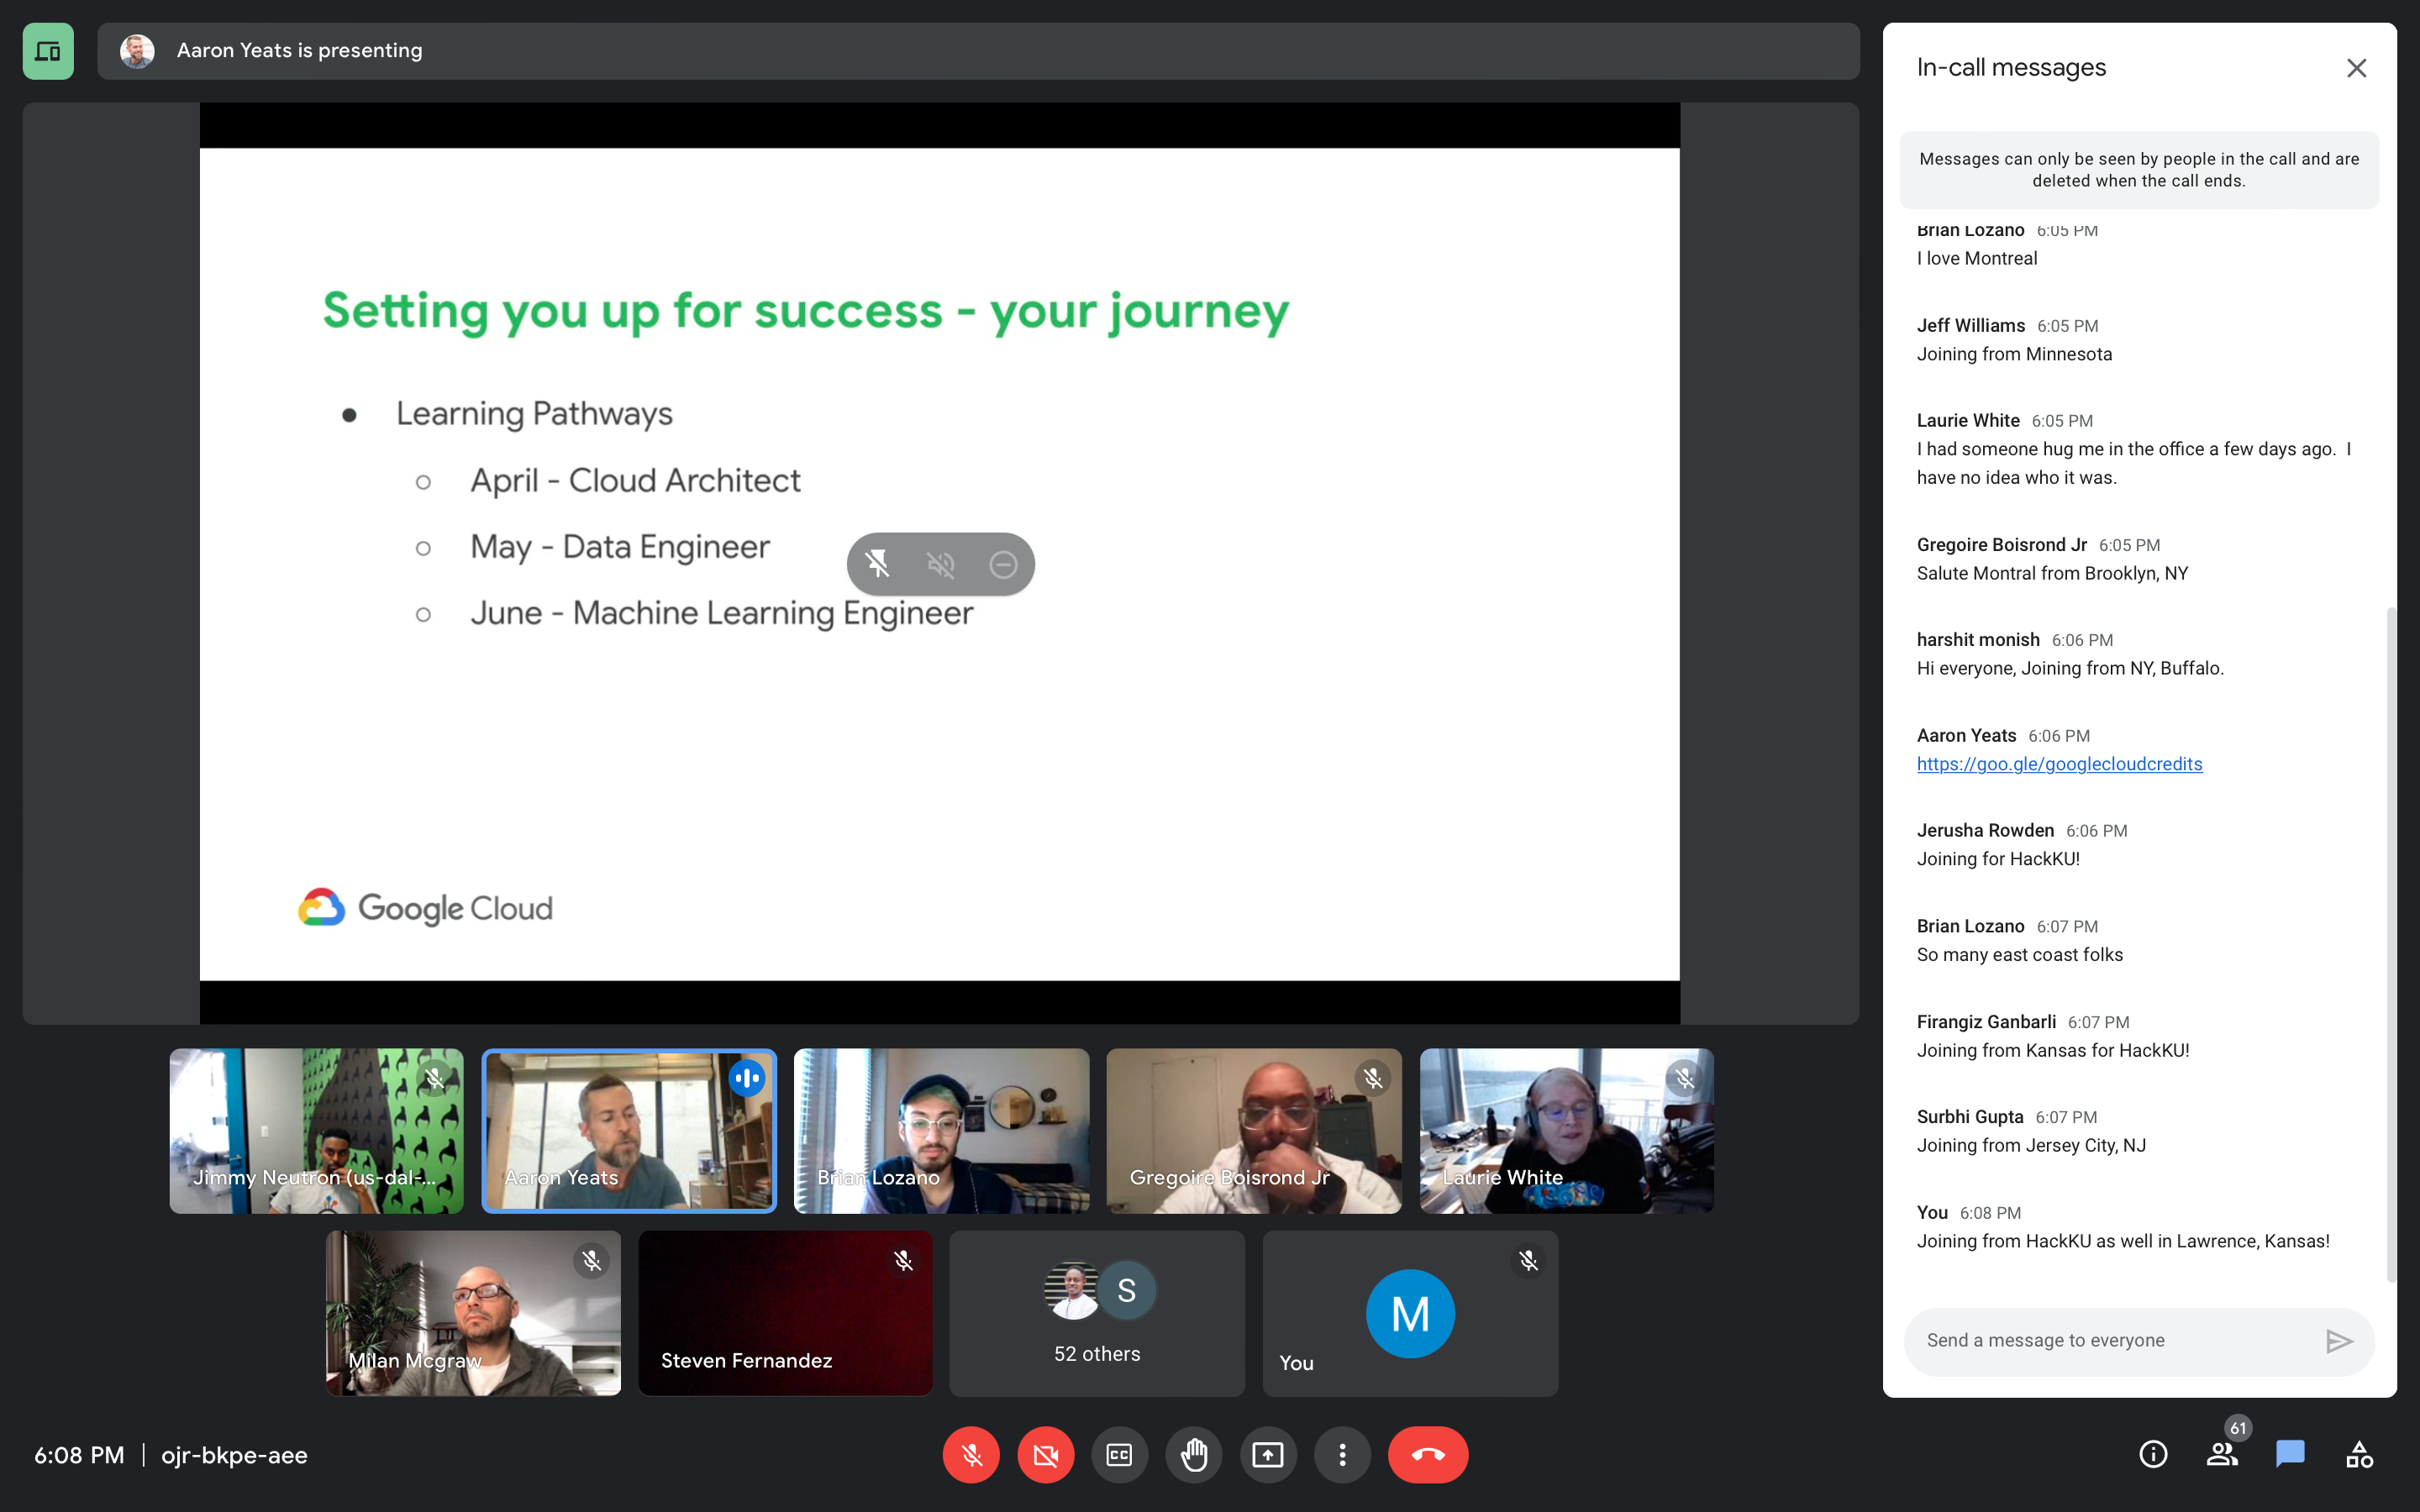 Aaron Yeats is presenting
Setting you up for success - your journey
Learning Pathways
April - Cloud Architect
May - Data Engineer
June - Machine Learning Engineer
Google Cloud
Jimmy Neutron (us-dal-...
Aaron Yeats
Brian Lozano
Gregoire Boisrond Jr
Laurie White
Milan Mcgraw
Steven Fernandez
S
52 others
M
You
6:08 PM | ojr-bkpe-aee
CC
61
In-call messages
Messages can only be seen by people in the call and are
deleted when the call ends.
Brian Lozano 6:05 PM
I love Montreal
Jeff Williams 6:05 PM
Joining from Minnesota
Laurie White 6:05 PM
I had someone hug me in the office a few days ago. I
have no idea who it was.
Gregoire Boisrond Jr 6:05 PM
Salute Montral from Brooklyn, NY
harshit monish 6:06 PM
Hi everyone, Joining from NY, Buffalo.
Aaron Yeats 6:06 PM
https://goo.gle/googlecloudcredits
Jerusha Rowden 6:06 PM
Joining for HackKU!
Brian Lozano 6:07 PM
So many east coast folks
Firangiz Ganbarli 6:07 PM
Joining from Kansas for HackKU!
Surbhi Gupta 6:07 PM
Joining from Jersey City, NJ
You 6:08 PM
Joining from HackKU as well in Lawrence, Kansas!
Send a message to everyone